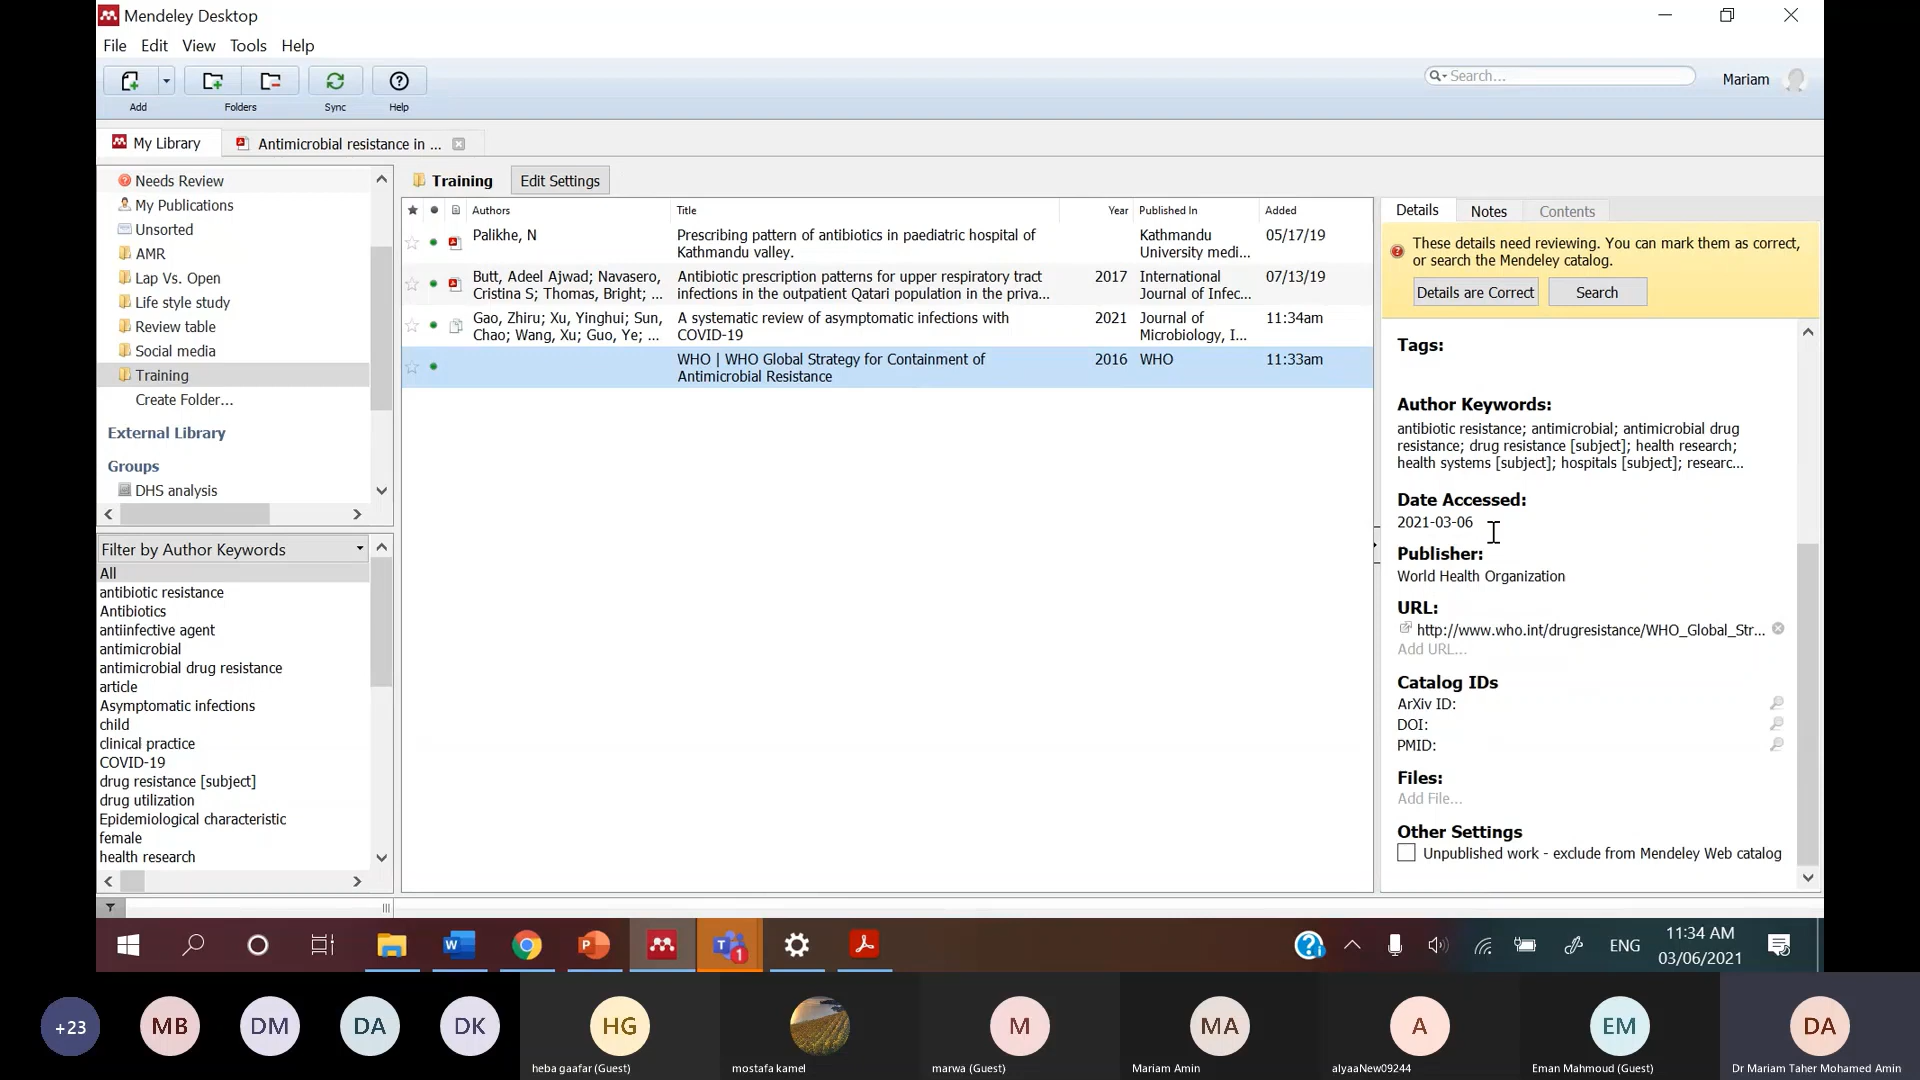 Mendeley Desktop
File Edit View Tools Help
Add Folders Sync Help
Search... Mariam
My Library Antimicrobial resistance in ...
Needs Review
My Publications
Unsorted
AMR
Lap Vs. Open
Life style study
Review table
Social media
Training
Create Folder...
External Library
Groups
DHS analysis
Filter by Author Keywords
All
antibiotic resistance
Antibiotics
antiinfective agent
antimicrobial
antimicrobial drug resistance
article
Asymptomatic infections
child
clinical practice
COVID-19
drug resistance [subject]
drug utilization
Epidemiological characteristic
female
health research
Training Edit Settings
Authors Title Year Published In Added
Palikhe, N Prescribing pattern of antibiotics in paediatric hospital of Kathmandu 05/17/19
Kathmandu valley. University medi...
Butt, Adeel Ajwad; Navasero, Antibiotic prescription patterns for upper respiratory tract 2017 International 07/13/19
Cristina S; Thomas, Bright; ... infections in the outpatient Qatari population in the priva... Journal of Infec...
Gao, Zhiru; Xu, Yinghui; Sun, A systematic review of asymptomatic infections with 2021 Journal of 11:34am
Chao; Wang, Xu; Guo, Ye; ... COVID-19 Microbiology, I...
WHO | WHO Global Strategy for Containment of 2016 WHO 11:33am
Antimicrobial Resistance
Details Notes Contents
These details need reviewing. You can mark them as correct,
or search the Mendeley catalog.
Details are Correct Search
Tags:
Author Keywords:
antibiotic resistance; antimicrobial; antimicrobial drug
resistance; drug resistance [subject]; health research;
health systems [subject]; hospitals [subject]; researc...
Date Accessed:
2021-03-06
Publisher:
World Health Organization
URL:
http://www.who.int/drugresistance/WHO_Global_Str...
Add URL...
Catalog IDs
ArXiv ID:
DOI:
PMID:
Files:
Add File...
Other Settings
Unpublished work - exclude from Mendeley Web catalog
ENG 11:34 AM
03/06/2021
+23 MB DM DA DK HG M MA A EM DA
heba gaafar (Guest) mostafa kamel marwa (Guest) Mariam Amin alyaaNew09244 Eman Mahmoud (Guest) Dr Mariam Taher Mohamed Amin